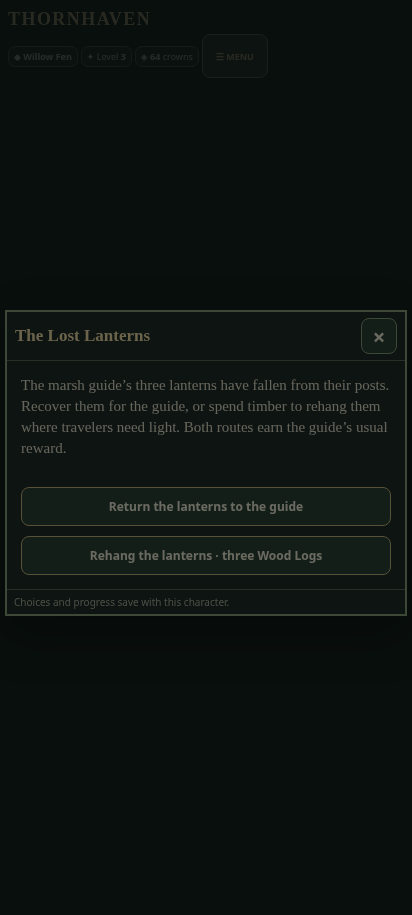 THORNHAVEN
◆ Willow Fen ✦ Level 3 ◉ 64 crowns ☰ MENU
The Lost Lanterns ×
The marsh guide’s three lanterns have fallen from their posts.
Recover them for the guide, or spend timber to rehang them
where travelers need light. Both routes earn the guide’s usual
reward.
Return the lanterns to the guide
Rehang the lanterns · three Wood Logs
Choices and progress save with this character.